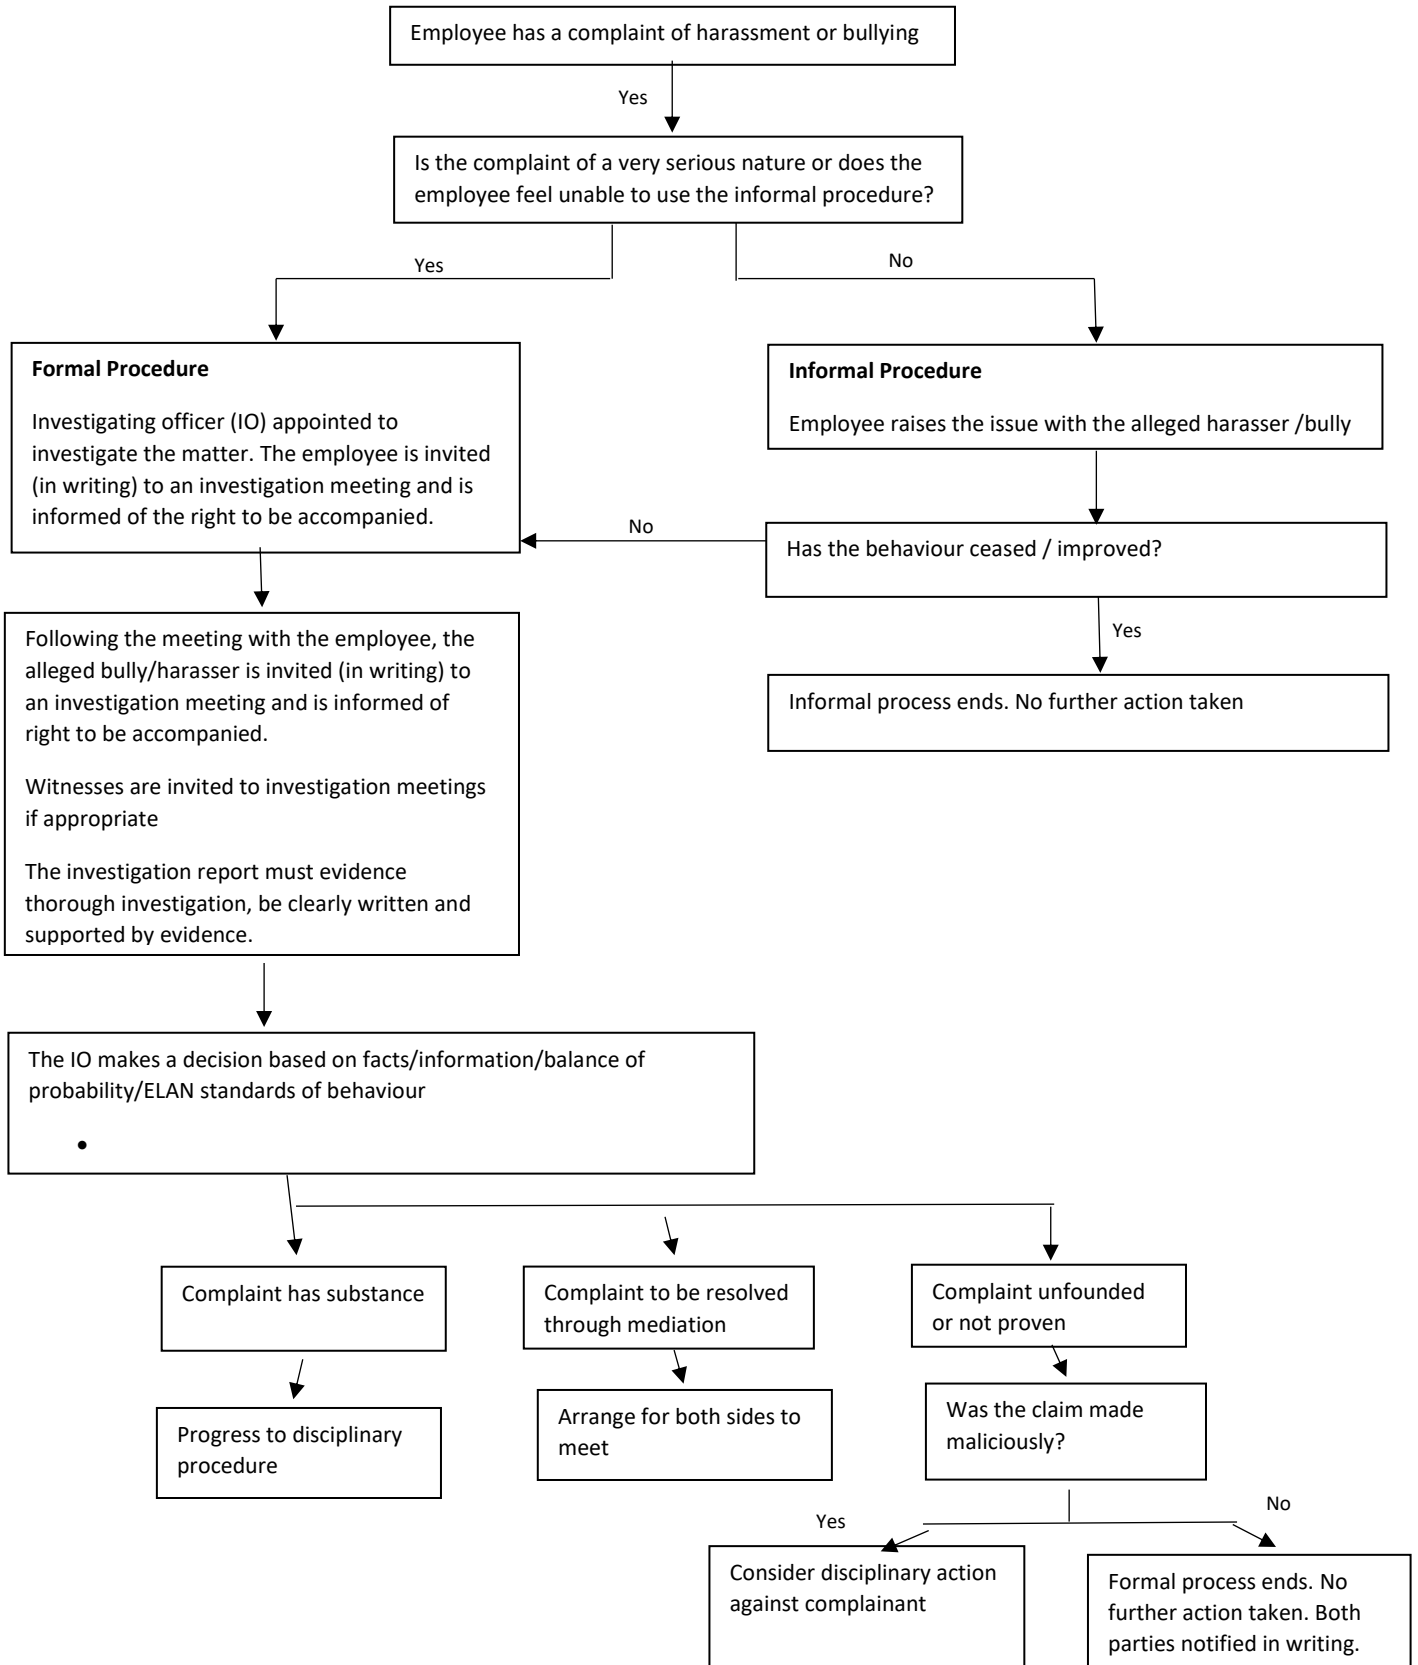 Employee has a complaint of harassment or bullying
Yes
Is the complaint of a very serious nature or does the
employee feel unable to use the informal procedure?
Yes
No
Formal Procedure
Investigating officer (IO) appointed to
investigate the matter. The employee is invited
(in writing) to an investigation meeting and is
informed of the right to be accompanied.
Informal Procedure
Employee raises the issue with the alleged harasser /bully
No
Has the behaviour ceased / improved?
Yes
Informal process ends. No further action taken
Following the meeting with the employee, the
alleged bully/harasser is invited (in writing) to
an investigation meeting and is informed of
right to be accompanied.
Witnesses are invited to investigation meetings
if appropriate
The investigation report must evidence
thorough investigation, be clearly written and
supported by evidence.
The IO makes a decision based on facts/information/balance of
probability/ELAN standards of behaviour
•
Complaint has substance
Complaint to be resolved
through mediation
Complaint unfounded
or not proven
Progress to disciplinary
procedure
Arrange for both sides to
meet
Was the claim made
maliciously?
Yes
No
Consider disciplinary action
against complainant
Formal process ends. No
further action taken. Both
parties notified in writing.